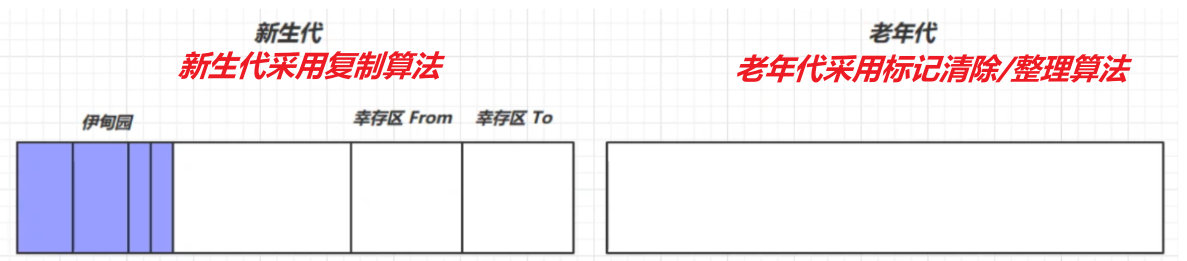 新生代
新生代采用复制算法
伊甸园
幸存区 From
幸存区 To
老年代
老年代采用标记清除/整理算法